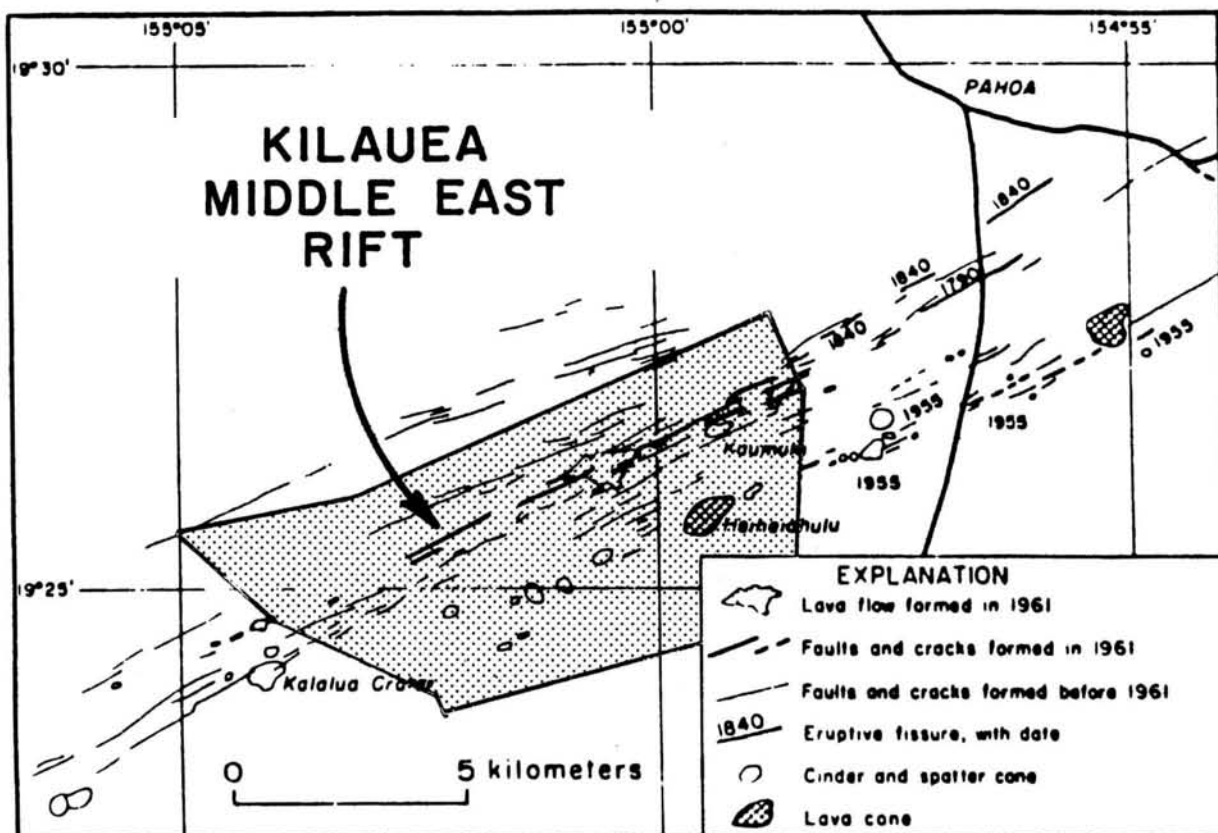 155°05'
155°00'
154°55'
19°30'
PAHOA
KILAUEA
MIDDLE EAST
RIFT
1840
1840
1790
1840
1955
1955
1955
1955
Heiheiahulu
19°25'
Kalalua Crater
0 5 kilometers
EXPLANATION
Lava flow formed in 1961
Faults and cracks formed in 1961
Faults and cracks formed before 1961
1840 Eruptive fissure, with date
Cinder and spatter cone
Lava cone